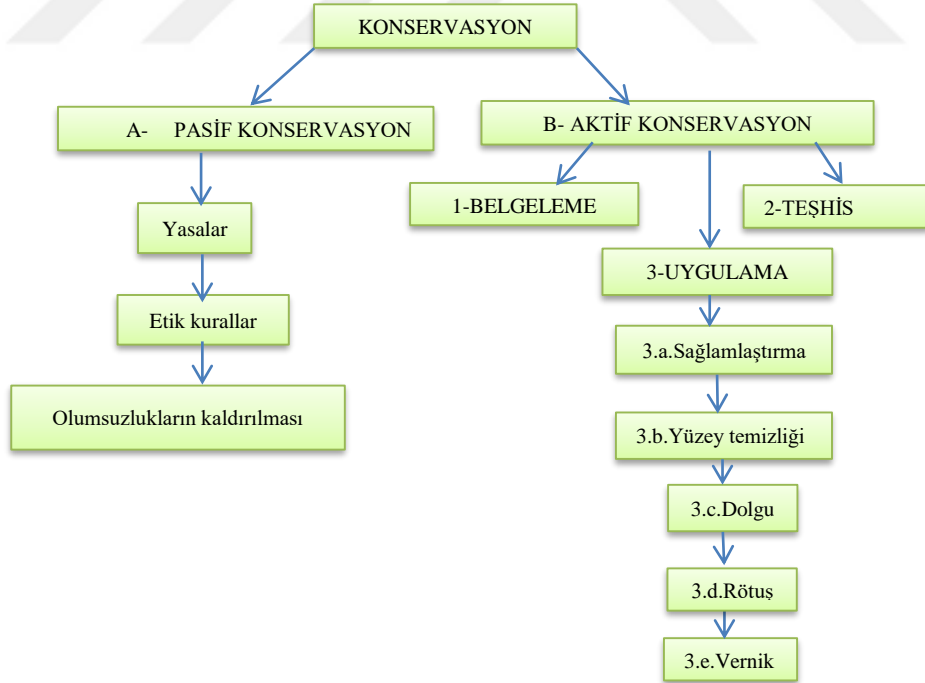 KONSERVASYON
A- PASİF KONSERVASYON
B- AKTİF KONSERVASYON
1-BELGELEME
2-TEŞHİS
Yasalar
3-UYGULAMA
Etik kurallar
3.a.Sağlamlaştırma
Olumsuzlukların kaldırılması
3.b.Yüzey temizliği
3.c.Dolgu
3.d.Rötuş
3.e.Vernik